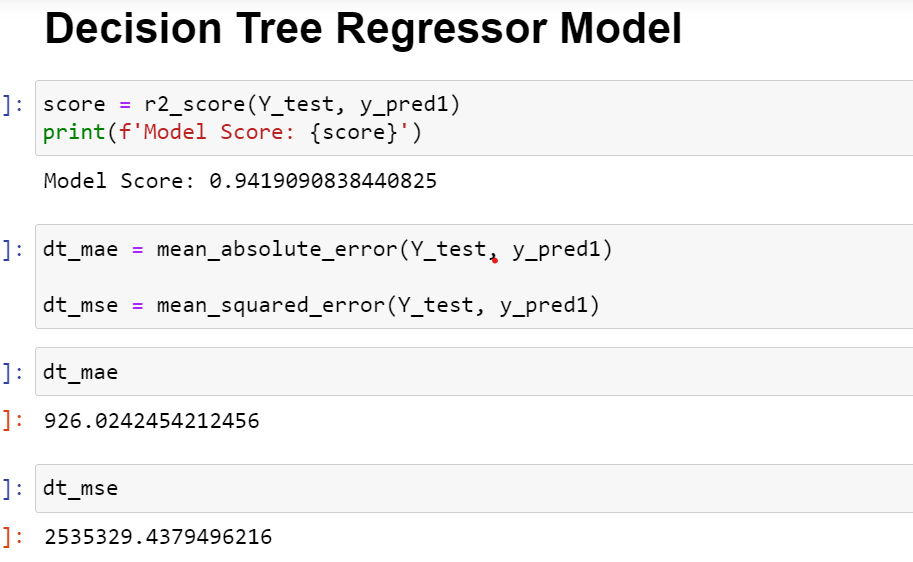 Decision Tree Regressor Model
]: score = r2_score(Y_test, y_pred1)
print(f'Model Score: {score}')
Model Score: 0.9419090838440825
]: dt_mae = mean_absolute_error(Y_test, y_pred1)
dt_mse = mean_squared_error(Y_test, y_pred1)
]: dt_mae
]: 926.0242454212456
]: dt_mse
]: 2535329.4379496216